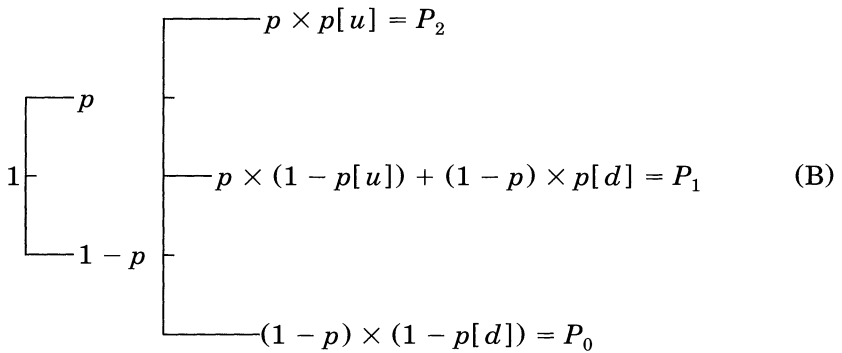 p × p[u] = P₂
p
1 p × (1 − p[u]) + (1 − p) × p[d] = P₁ (B)
1 − p
(1 − p) × (1 − p[d]) = P₀